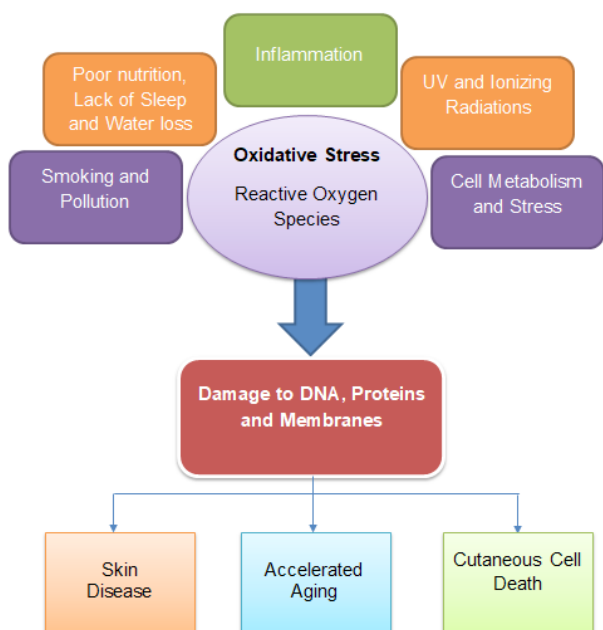 Inflammation
Poor nutrition,
Lack of Sleep
and Water loss
UV and Ionizing
Radiations
Smoking and
Pollution
Oxidative Stress
Reactive Oxygen
Species
Cell Metabolism
and Stress
Damage to DNA, Proteins
and Membranes
Skin
Disease
Accelerated
Aging
Cutaneous Cell
Death